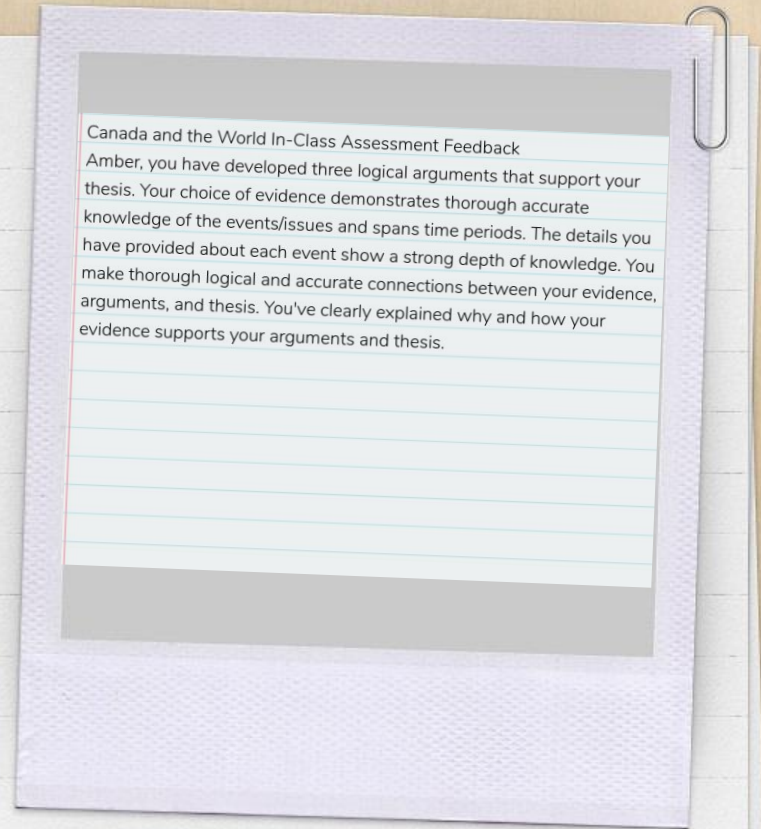 Canada and the World In-Class Assessment Feedback
Amber, you have developed three logical arguments that support your
thesis. Your choice of evidence demonstrates thorough accurate
knowledge of the events/issues and spans time periods. The details you
have provided about each event show a strong depth of knowledge. You
make thorough logical and accurate connections between your evidence,
arguments, and thesis. You've clearly explained why and how your
evidence supports your arguments and thesis.